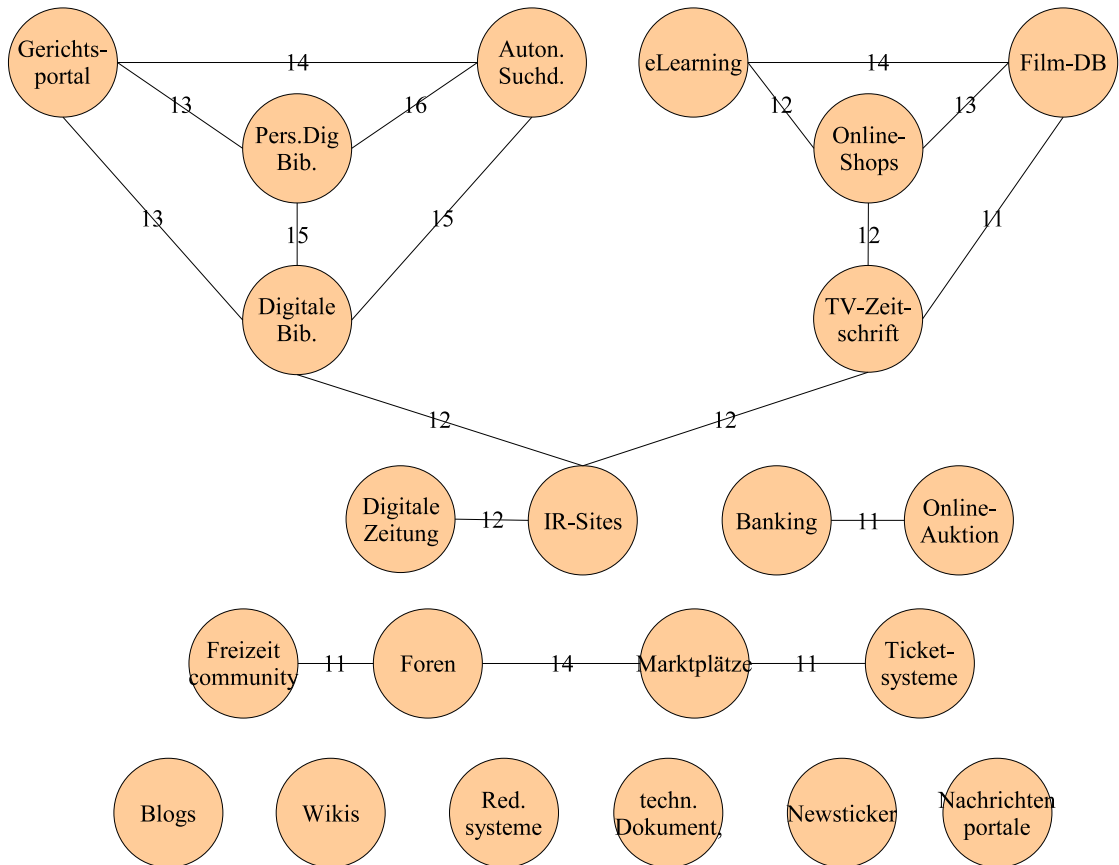 Gerichts-
portal
14
Auton.
Suchd.
eLearning
14
Film-DB
13
16
Pers.Dig
Bib.
12
13
Online-
Shops
13
15
15
12
11
Digitale
Bib.
TV-Zeit-
schrift
12
12
Digitale
Zeitung
12
IR-Sites
Banking
11
Online-
Auktion
Freizeit
community
11
Foren
14
Marktplätze
11
Ticket-
systeme
Blogs
Wikis
Red.
systeme
techn.
Dokument,
Newsticker
Nachrichten
portale